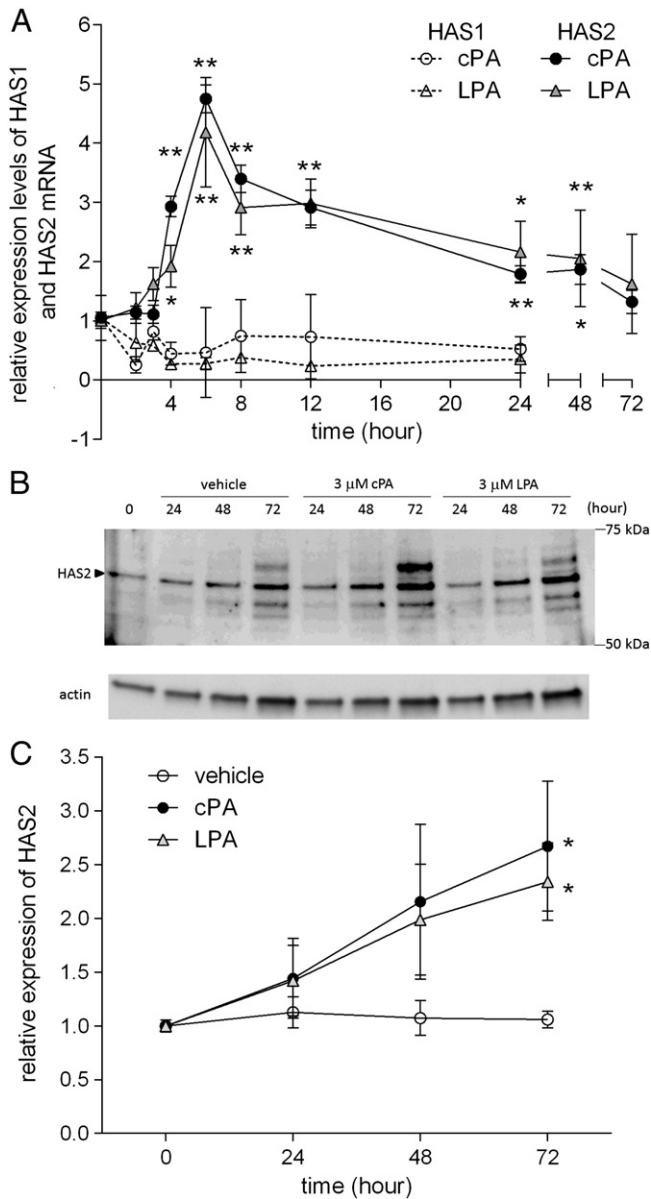 A
relative expression levels of HAS1
and HAS2 mRNA
6
5
4
3
2
1
0
-1
HAS1 HAS2
cPA cPA
LPA LPA
**
** **
** **
** * **
* ** ** *
4 8 12 16 20 24 48 72
time (hour)
B
vehicle 3 μM cPA 3 μM LPA
0 24 48 72 24 48 72 24 48 72 (hour)
75 kDa
HAS2
50 kDa
actin
C
relative expression of HAS2
3.5
3.0
2.5
2.0
1.5
1.0
0.5
0.0
vehicle
cPA
LPA
*
*
0 24 48 72
time (hour)